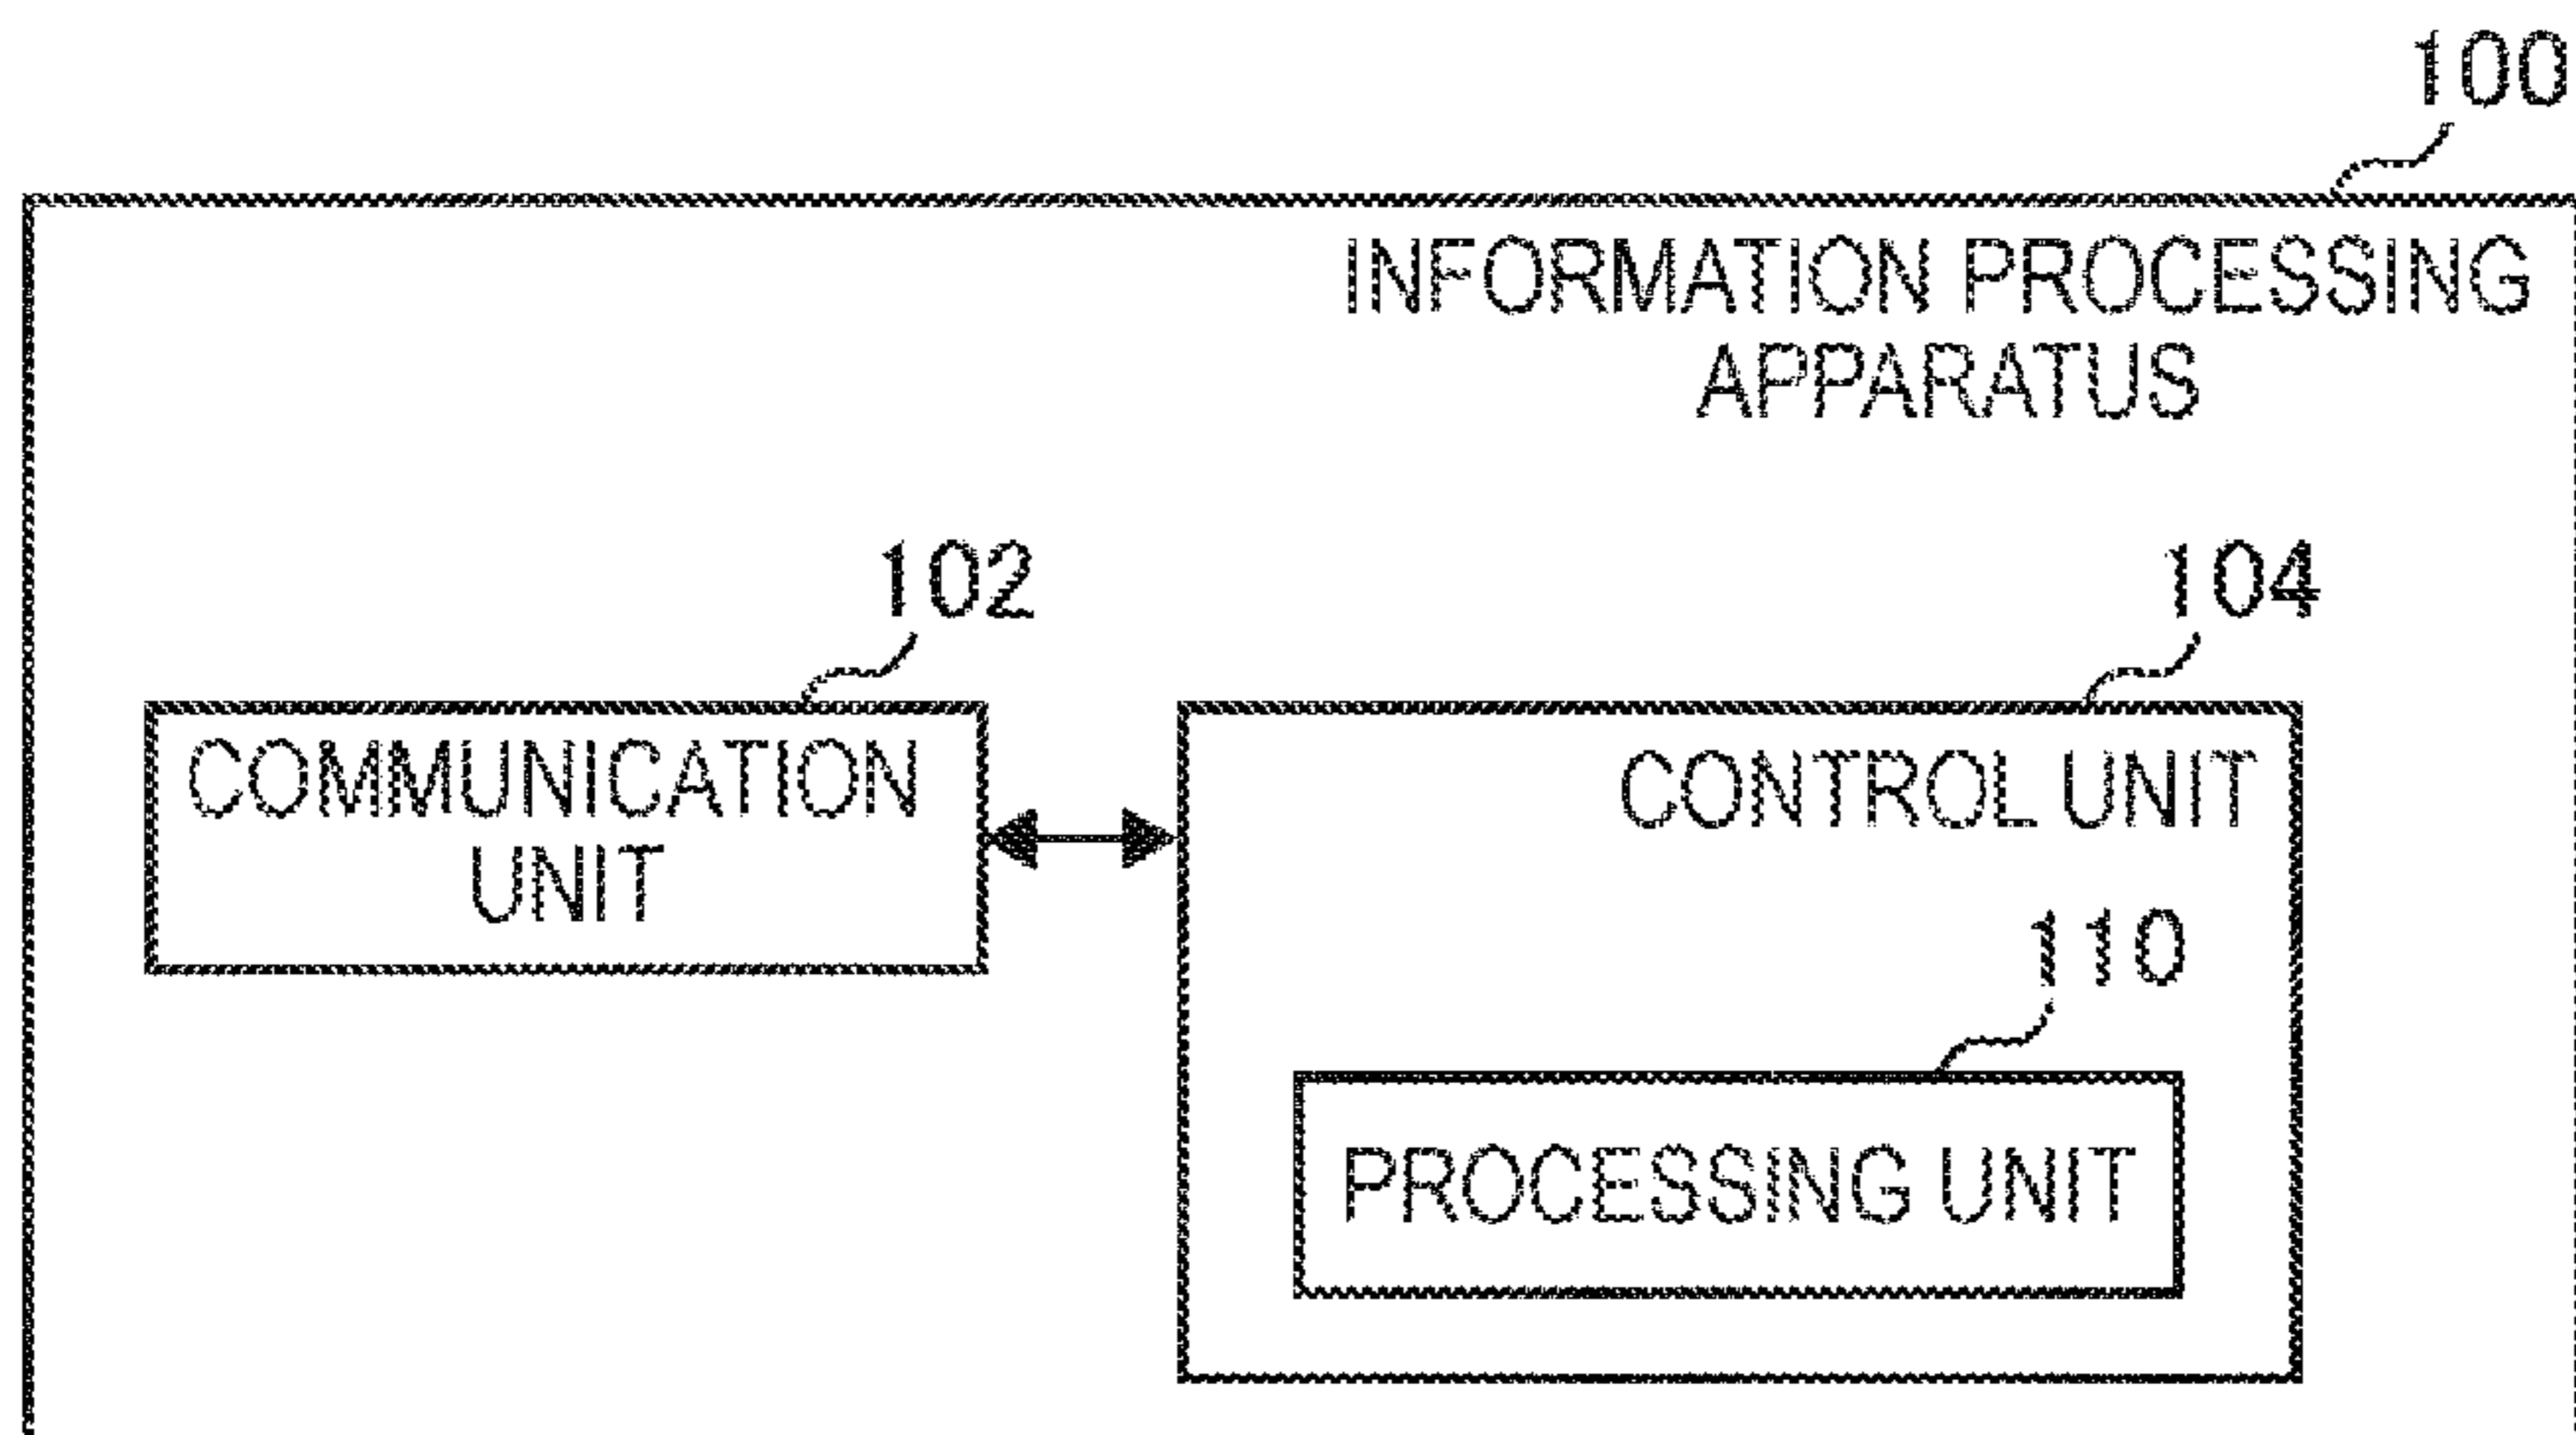 100
INFORMATION PROCESSING
APPARATUS
102
104
COMMUNICATION
UNIT
CONTROL UNIT
110
PROCESSING UNIT